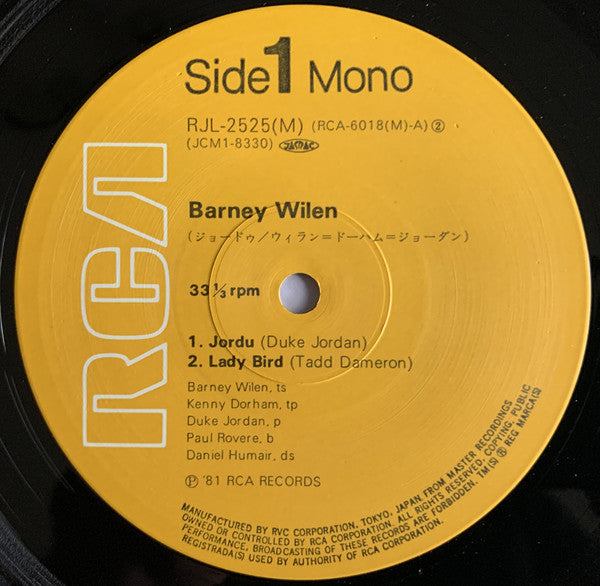 Side 1 Mono
RJL-2525(M) (RCA-6018(M)-A)②
(JCM1-8330) JASRAC
RCA
Barney Wilen
(ジョードゥ/ウィラン=ドーハム=ジョーダン)
33⅓ rpm
1. Jordu (Duke Jordan)
2. Lady Bird (Tadd Dameron)
Barney Wilen, ts
Kenny Dorham, tp
Duke Jordan, p
Paul Rovere, b
Daniel Humair, ds
Ⓟ '81 RCA RECORDS
MANUFACTURED BY RVC CORPORATION, TOKYO, JAPAN FROM MASTER RECORDINGS
OWNED OR CONTROLLED BY RCA CORPORATION. ALL RIGHTS RESERVED, COPYING, PUBLIC
PERFORMANCE, BROADCASTING OF THESE RECORDS ARE FORBIDDEN. TM(S) ® REG MARCA(S)
REGISTRADA(S) USED BY AUTHORITY OF RCA CORPORATION.